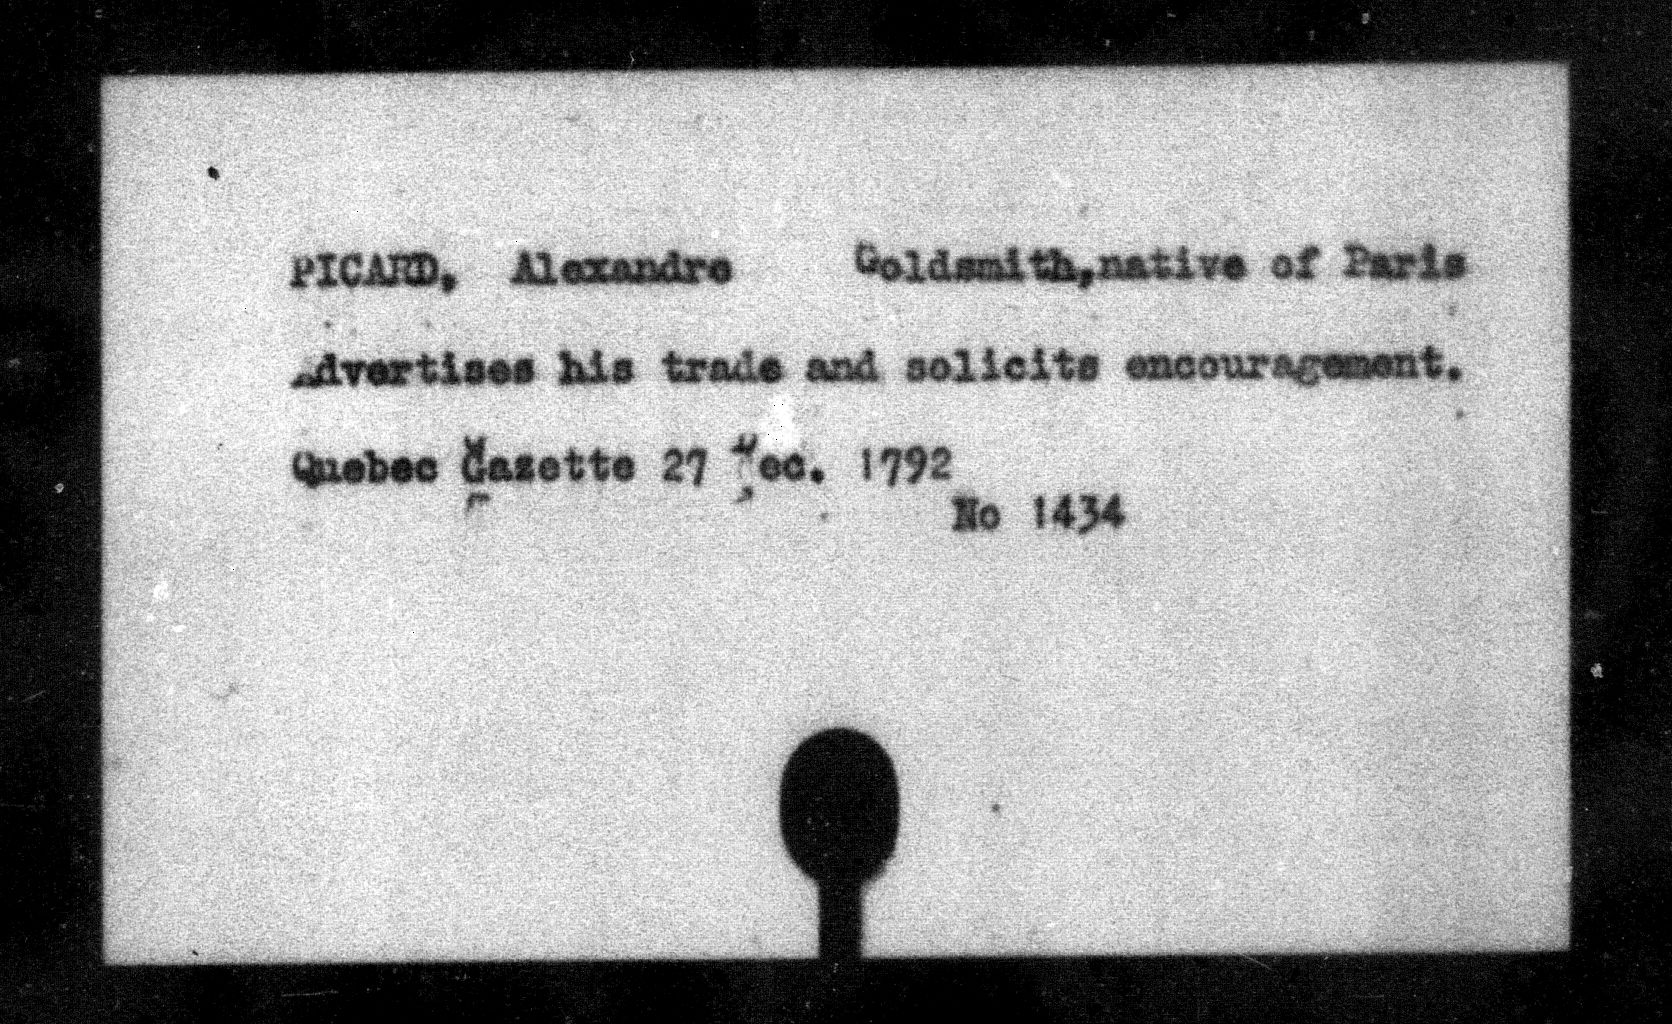 PICARD, Alexandre Goldsmith,native of Paris
Advertises his trade and solicits encouragement.
Quebec Gazette 27 Dec. 1792
No 1434